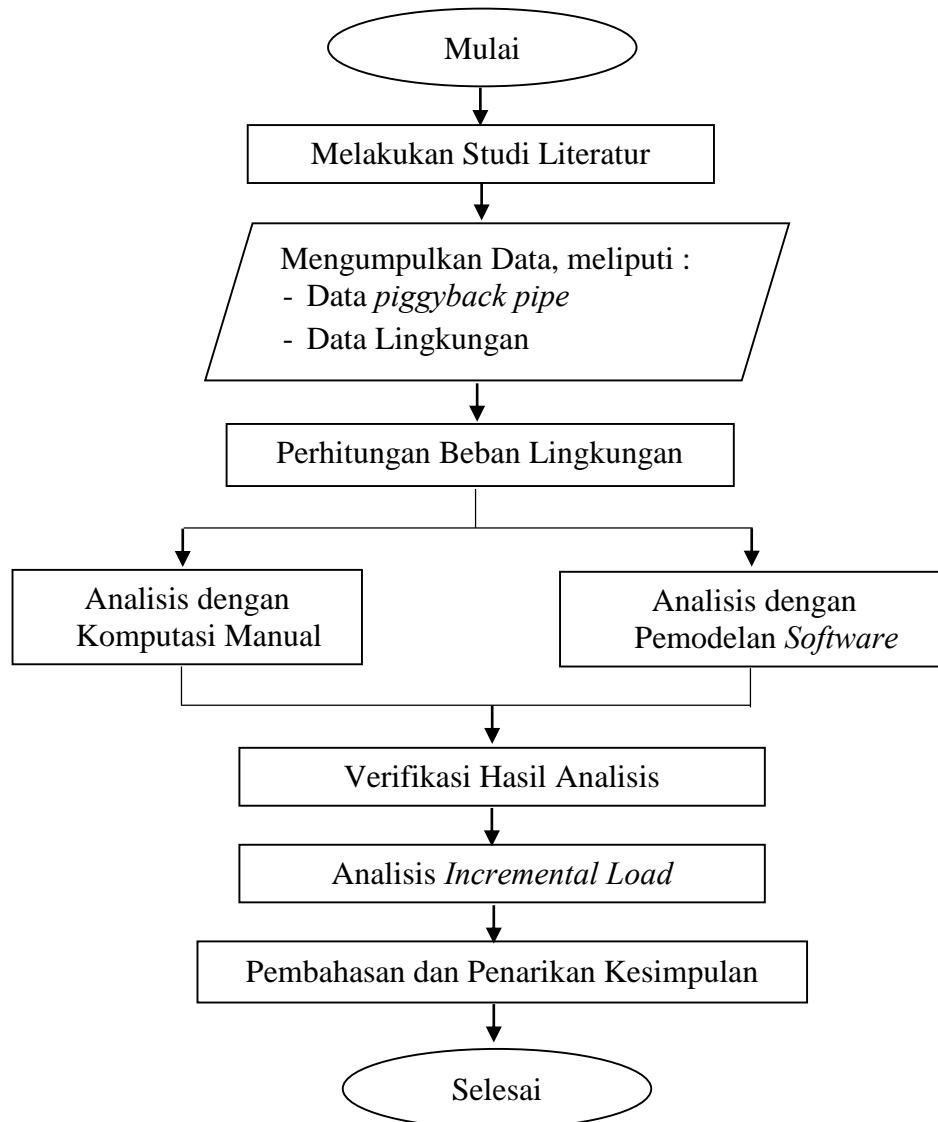 Mulai
Melakukan Studi Literatur
Mengumpulkan Data, meliputi :
- Data piggyback pipe
- Data Lingkungan
Perhitungan Beban Lingkungan
Analisis dengan
Komputasi Manual
Analisis dengan
Pemodelan Software
Verifikasi Hasil Analisis
Analisis Incremental Load
Pembahasan dan Penarikan Kesimpulan
Selesai